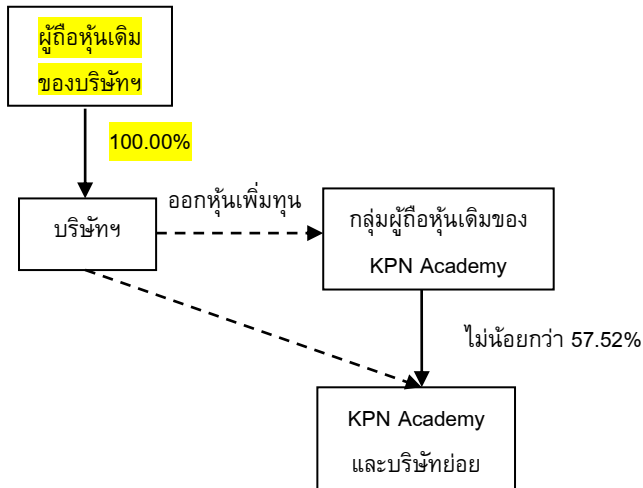 ผู้ถือหุ้นเดิม
ของบริษัทฯ
100.00%
ออกหุ้นเพิ่มทุน
บริษัทฯ
กลุ่มผู้ถือหุ้นเดิมของ
KPN Academy
ไม่น้อยกว่า 57.52%
KPN Academy
และบริษัทย่อย